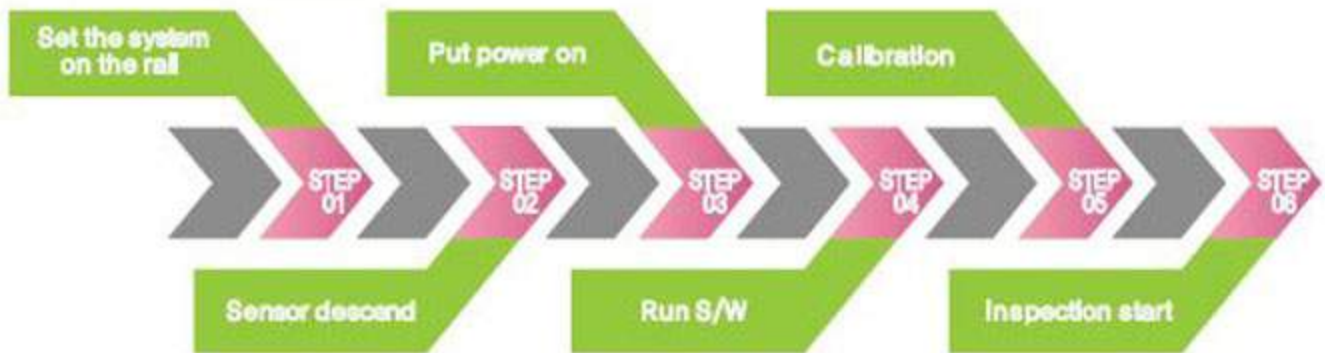 Set the system
on the rail
Put power on
Calibration
STEP
01
STEP
02
STEP
03
STEP
04
STEP
05
STEP
06
Sensor descend
Run S/W
Inspection start